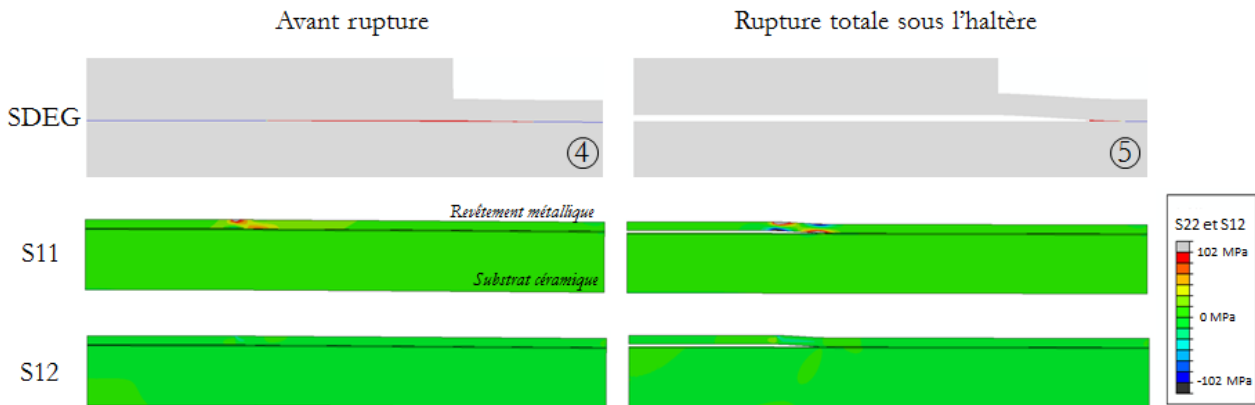 Avant rupture
Rupture totale sous l'haltère
SDEG
④
⑤
Revêtement métallique
S11
Substrat céramique
S22 et S12
102 MPa
0 MPa
-102 MPa
S12